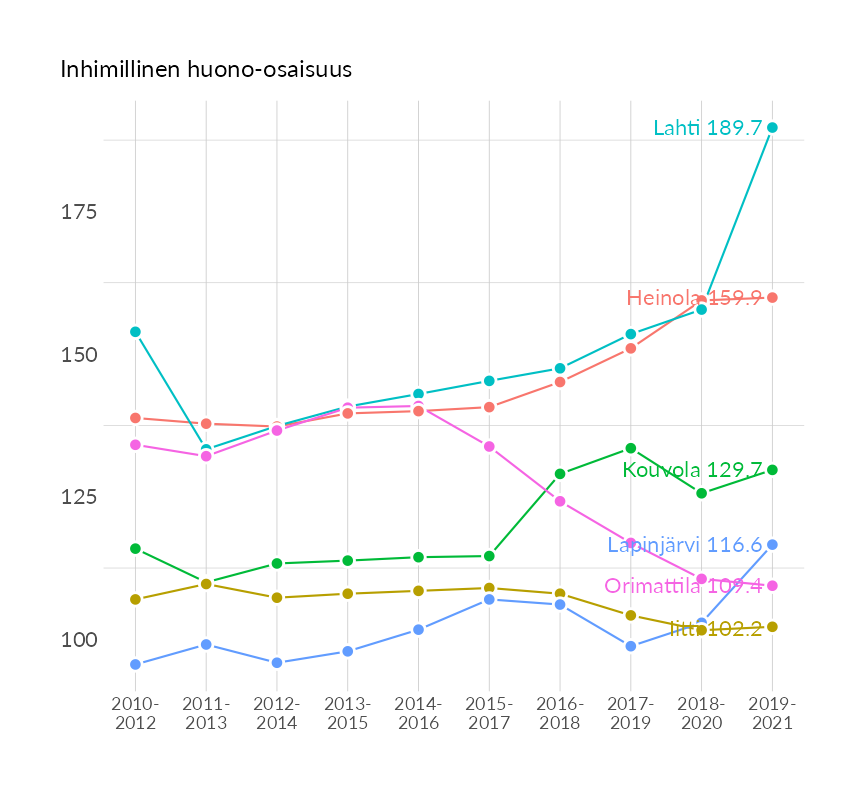 Inhimillinen huono-osaisuus
Lahti 189.7
175
Heinola 159.9
150
Kouvola 129.7
125
Lapinjärvi 116.6
Orimattila 109.4
Iitti 102.2
100
2010- 2011- 2012- 2013- 2014- 2015- 2016- 2017- 2018- 2019-
2012 2013 2014 2015 2016 2017 2018 2019 2020 2021